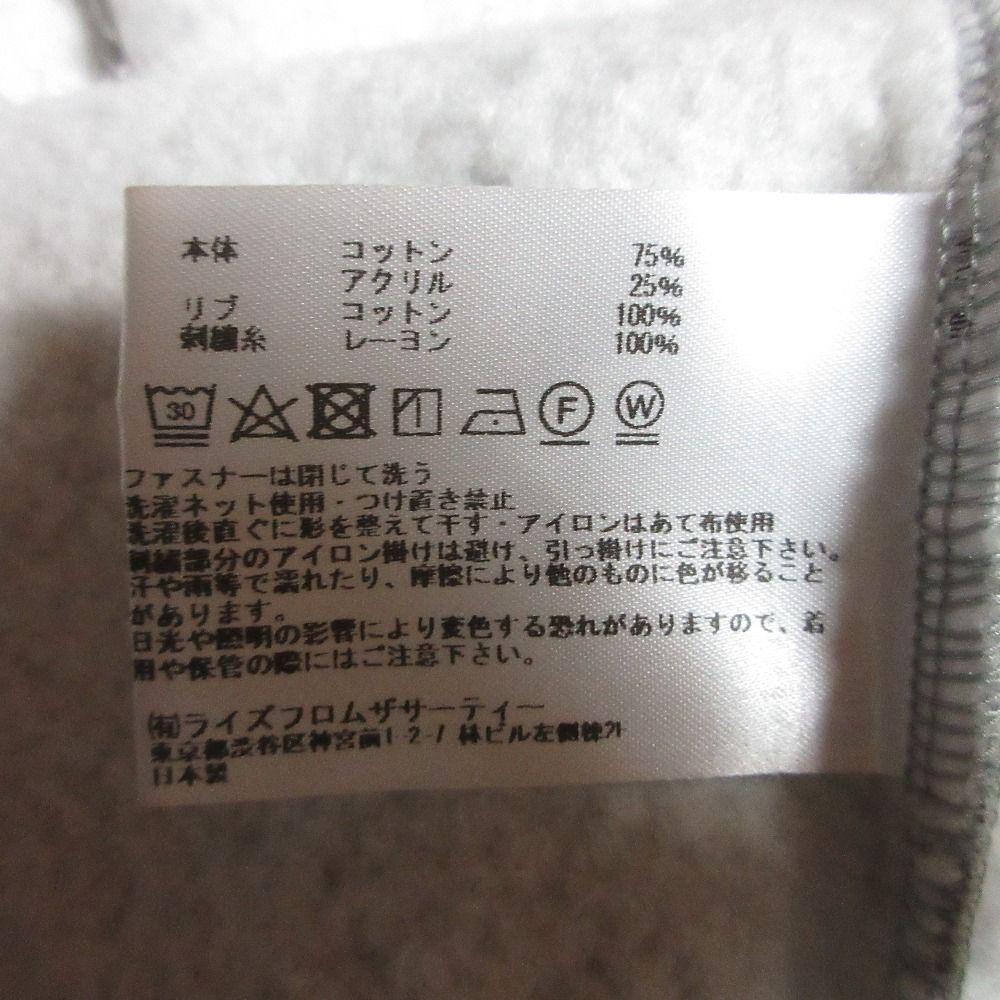 本体 コットン 75%
アクリル 25%
リブ コットン 100%
刺繍糸 レーヨン 100%
30 F W
ファスナーは閉じて洗う
洗濯ネット使用・つけ置き禁止
洗濯後直ぐに形を整えて干す・アイロンはあて布使用
刺繍部分のアイロン掛けは避け、引っ掛けにご注意下さい。
汗や雨等で濡れたり、摩擦により他のものに色が移ること
があります。
日光や照明の影響により変色する恐れがありますので、着
用や保管の際にはご注意下さい。
㈲ライズフロムザサーティー
東京都渋谷区神宮前1-2-7 林ビル左側棟
日本製